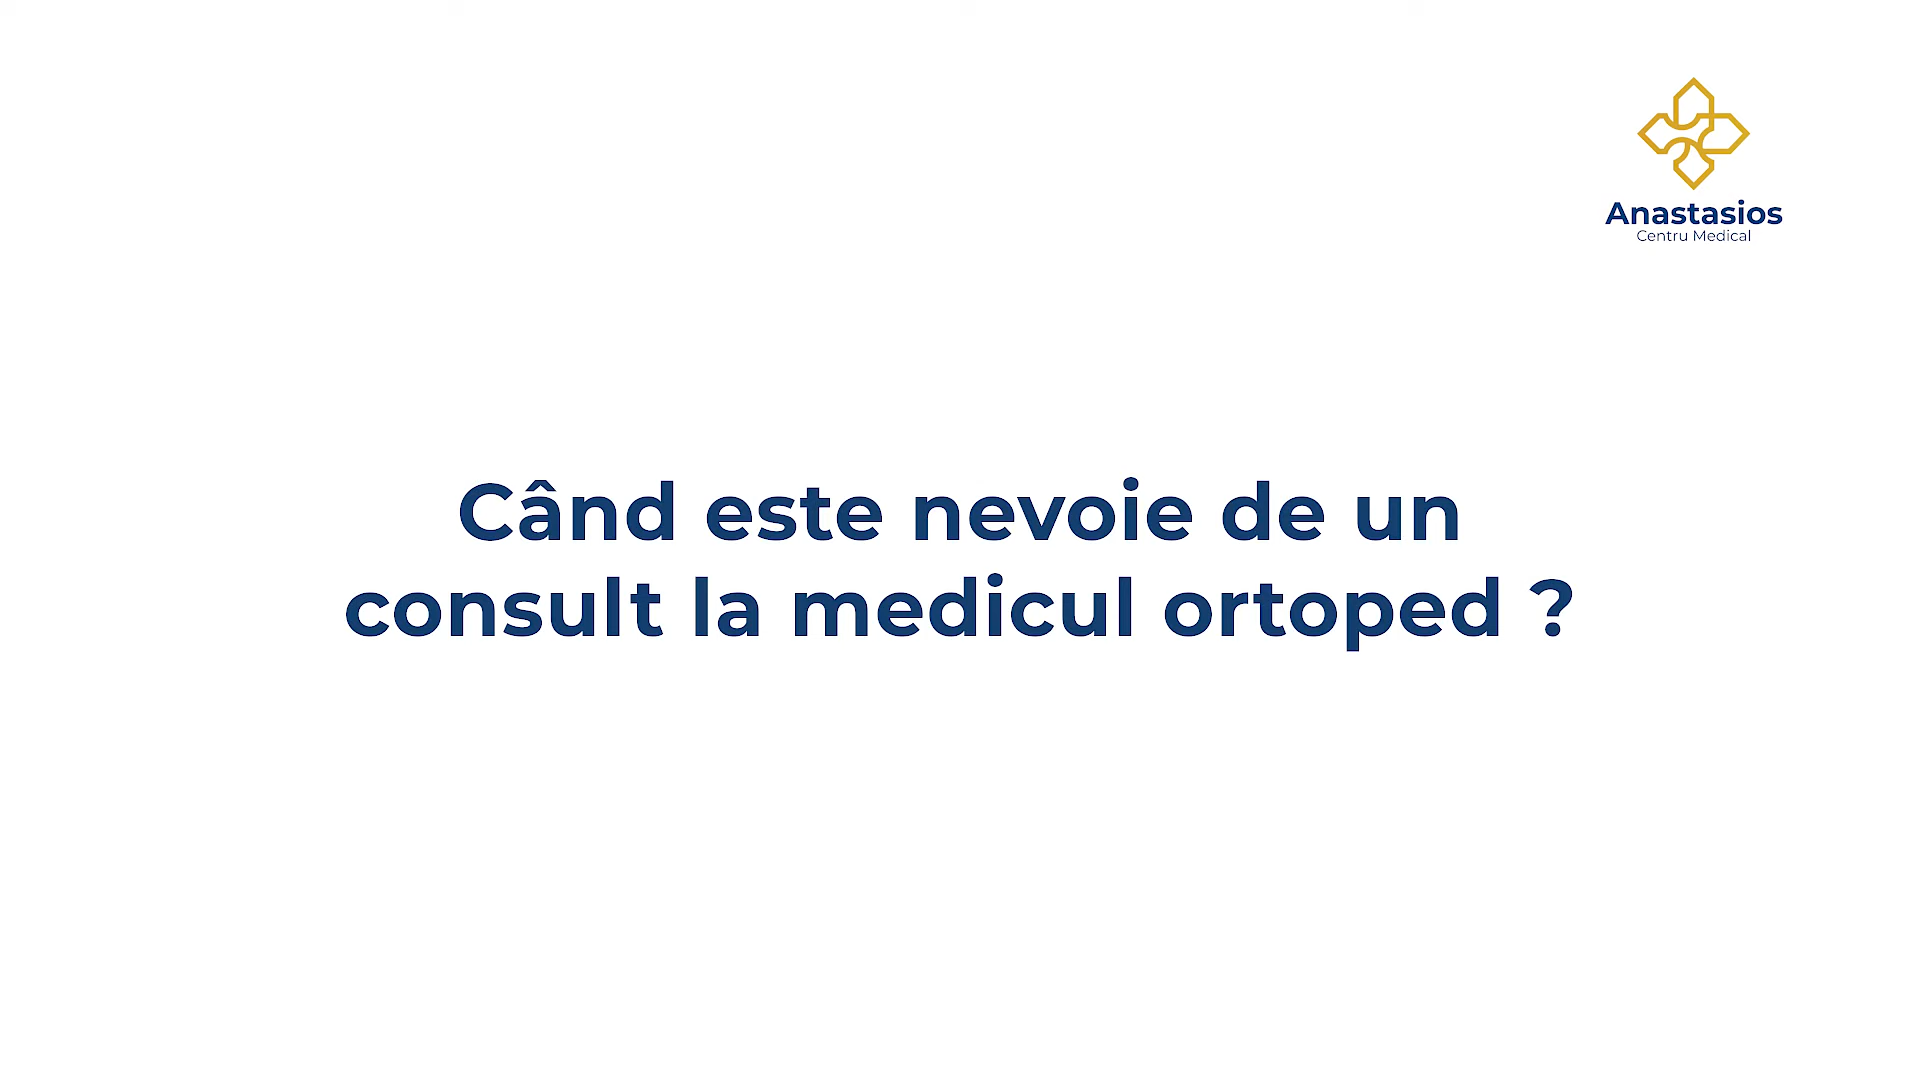 Anastasios
Centru Medical
Când este nevoie de un
consult la medicul ortoped ?